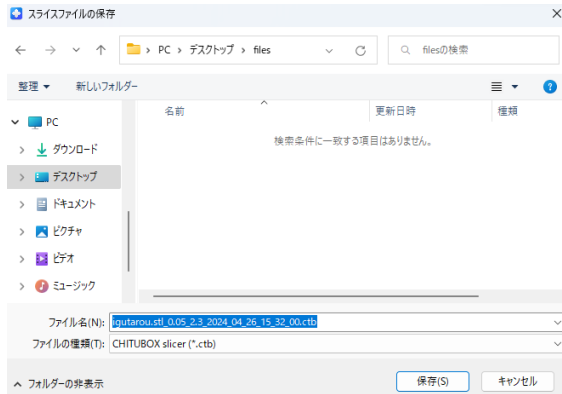 スライスファイルの保存
PC › デスクトップ › files
filesの検索
整理 新しいフォルダー
名前 更新日時 種類
検索条件に一致する項目はありません。
PC
ダウンロード
デスクトップ
ドキュメント
ピクチャ
ビデオ
ミュージック
ファイル名(N): igutarou.stl_0.05_2.3_2024_04_26_15_32_00.ctb
ファイルの種類(T): CHITUBOX slicer (*.ctb)
フォルダーの非表示 保存(S) キャンセル